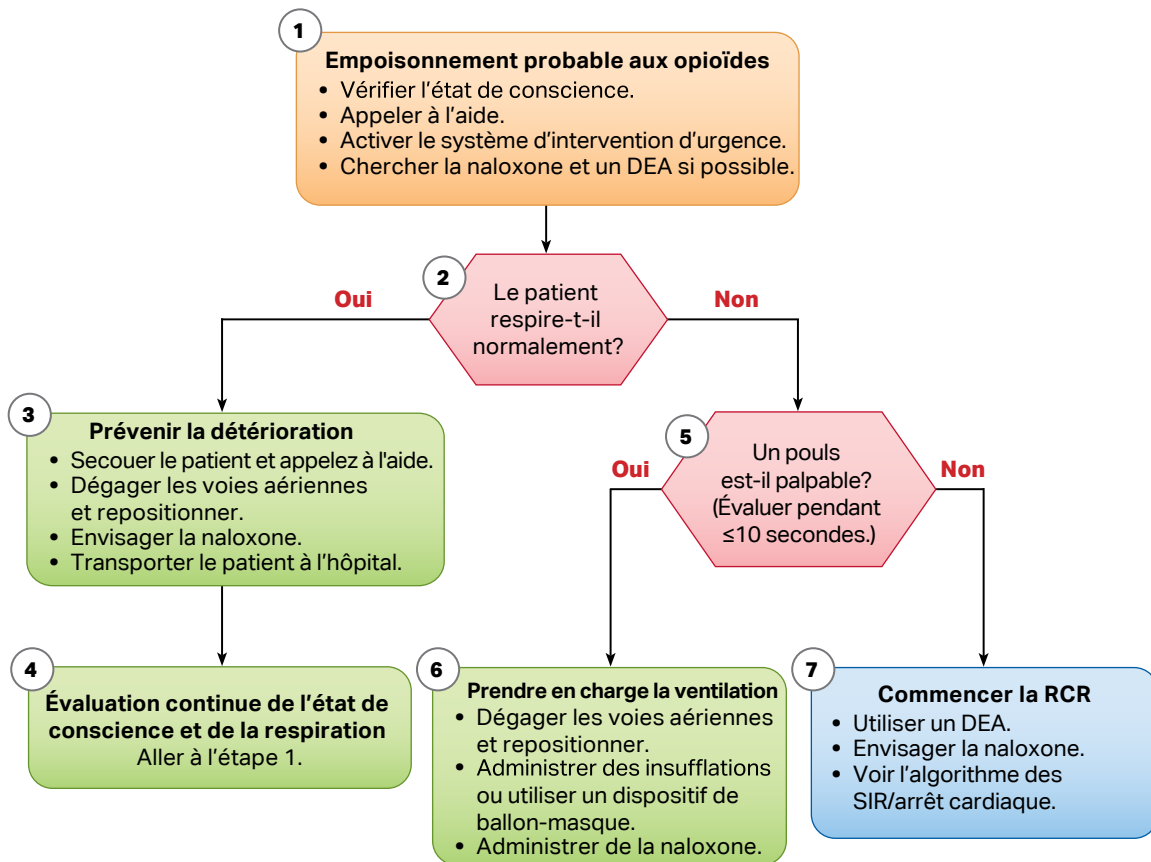 1
Empoisonnement probable aux opioïdes
• Vérifier l'état de conscience.
• Appeler à l'aide.
• Activer le système d'intervention d'urgence.
• Chercher la naloxone et un DEA si possible.
2
Le patient
respire-t-il
normalement?
Oui
Non
3
Prévenir la détérioration
• Secouer le patient et appelez à l'aide.
• Dégager les voies aériennes
et repositionner.
• Envisager la naloxone.
• Transporter le patient à l'hôpital.
5
Un pouls
est-il palpable?
(Évaluer pendant
≤10 secondes.)
Oui
Non
4
Évaluation continue de l'état de
conscience et de la respiration
Aller à l'étape 1.
6
Prendre en charge la ventilation
• Dégager les voies aériennes
et repositionner.
• Administrer des insufflations
ou utiliser un dispositif de
ballon-masque.
• Administrer de la naloxone.
7
Commencer la RCR
• Utiliser un DEA.
• Envisager la naloxone.
• Voir l'algorithme des
SIR/arrêt cardiaque.